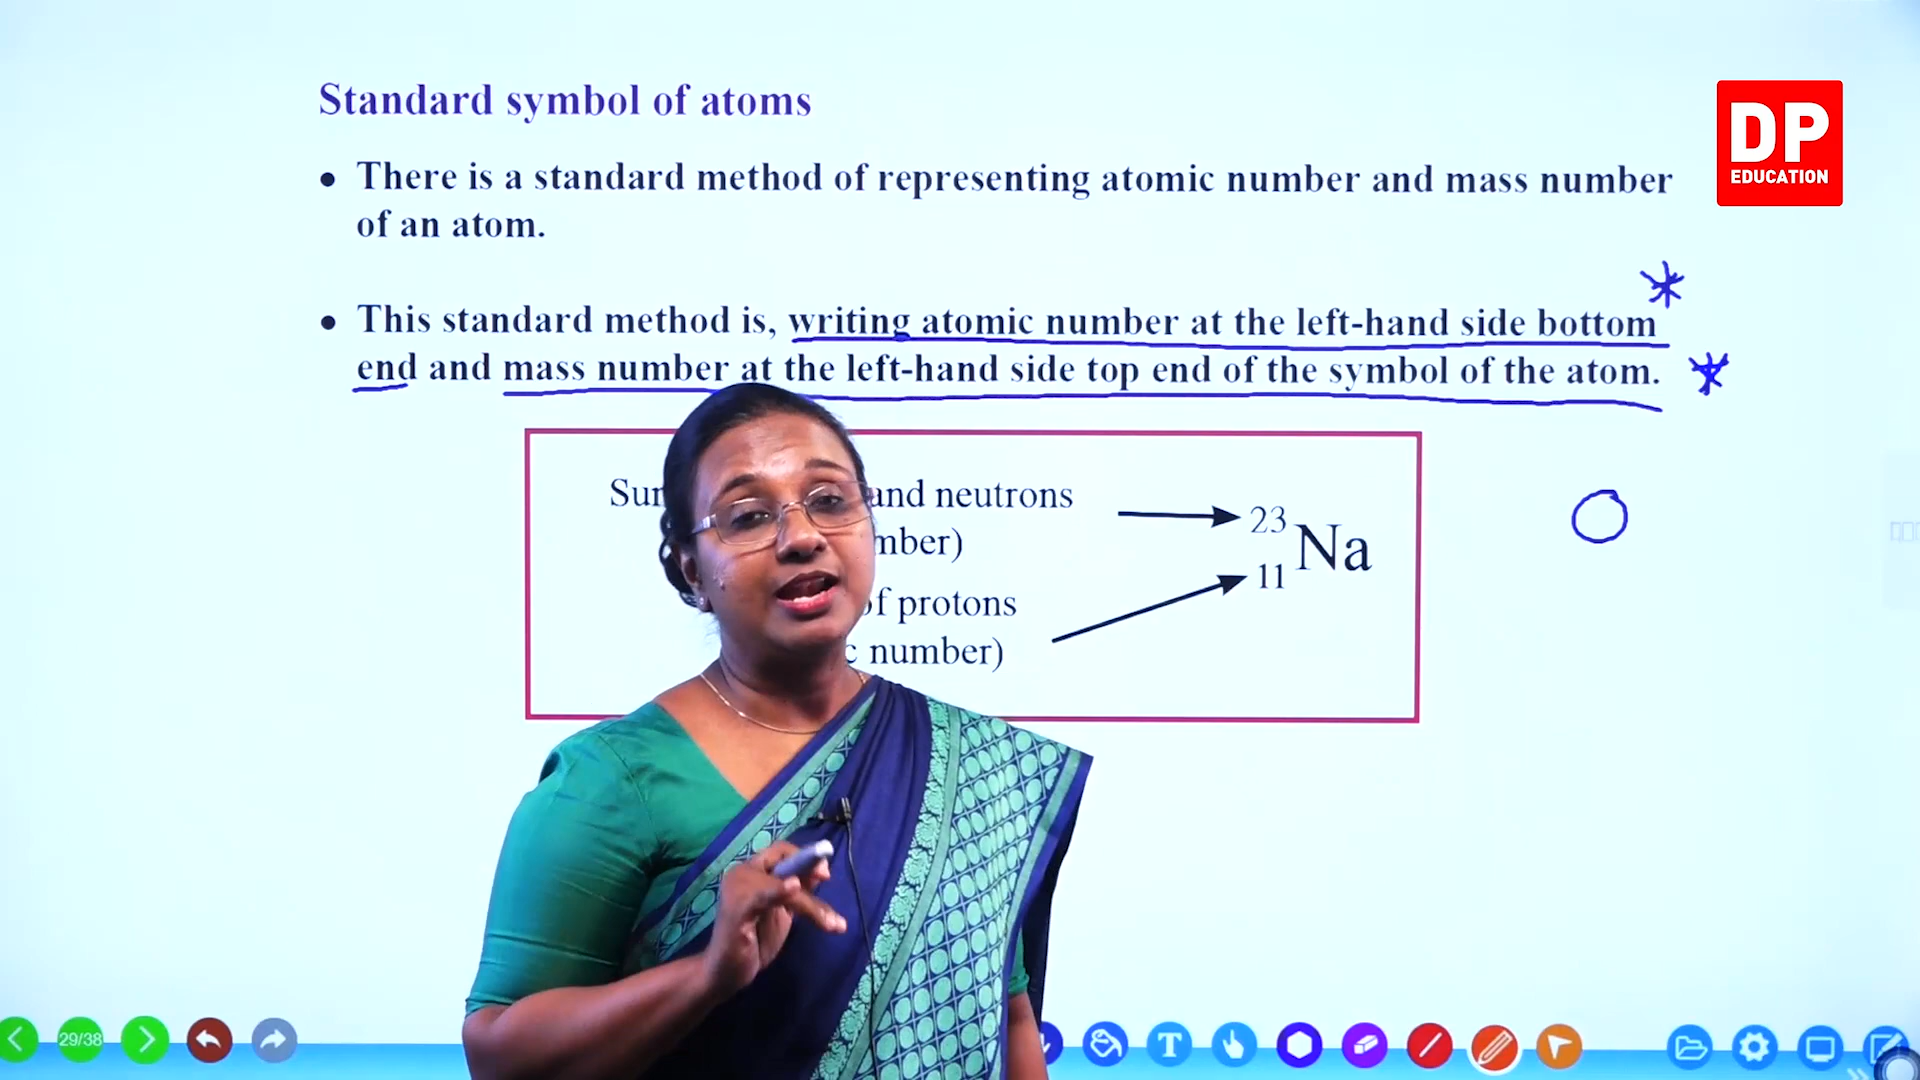 Standard symbol of atoms
DP
EDUCATION
• There is a standard method of representing atomic number and mass number
of an atom.
• This standard method is, writing atomic number at the left-hand side bottom
end and mass number at the left-hand side top end of the symbol of the atom.
and neutrons
23
Na
11
of protons
number)
29/38
T